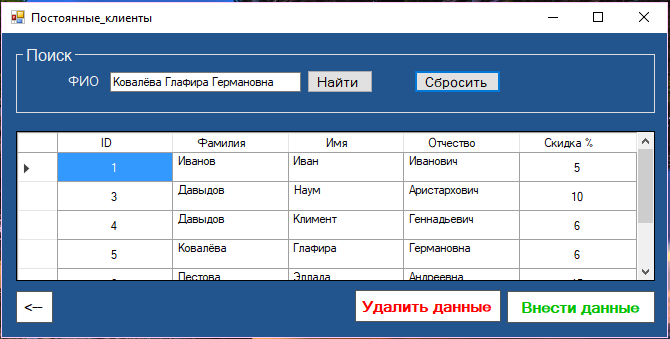 Постоянные_клиенты
Поиск
ФИО Ковалёва Глафира Германовна Найти Сбросить
ID Фамилия Имя Отчество Скидка %
1 Иванов Иван Иванович 5
3 Давыдов Наум Аристархович 10
4 Давыдов Климент Геннадьевич 6
5 Ковалёва Глафира Германовна 6
Пестова Эллада Андреевна
<-- Удалить данные Внести данные